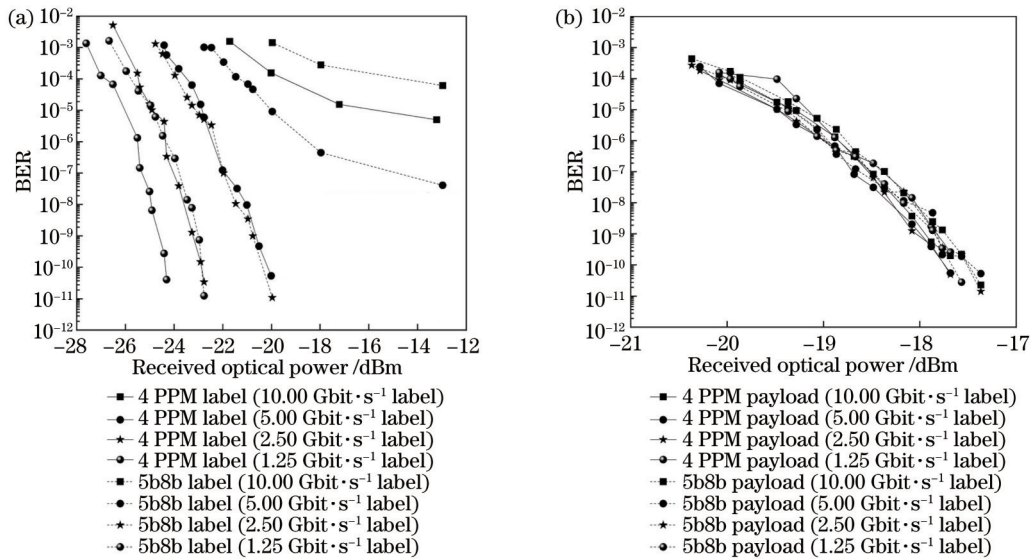 (a)
BER
10⁻²
10⁻³
10⁻⁴
10⁻⁵
10⁻⁶
10⁻⁷
10⁻⁸
10⁻⁹
10⁻¹⁰
10⁻¹¹
10⁻¹²
−28 −26 −24 −22 −20 −18 −16 −14 −12
Received optical power /dBm
4 PPM label (10.00 Gbit·s⁻¹ label)
4 PPM label (5.00 Gbit·s⁻¹ label)
4 PPM label (2.50 Gbit·s⁻¹ label)
4 PPM label (1.25 Gbit·s⁻¹ label)
5b8b label (10.00 Gbit·s⁻¹ label)
5b8b label (5.00 Gbit·s⁻¹ label)
5b8b label (2.50 Gbit·s⁻¹ label)
5b8b label (1.25 Gbit·s⁻¹ label)
(b)
BER
10⁻²
10⁻³
10⁻⁴
10⁻⁵
10⁻⁶
10⁻⁷
10⁻⁸
10⁻⁹
10⁻¹⁰
10⁻¹¹
10⁻¹²
−21 −20 −19 −18 −17
Received optical power /dBm
4 PPM payload (10.00 Gbit·s⁻¹ label)
4 PPM payload (5.00 Gbit·s⁻¹ label)
4 PPM payload (2.50 Gbit·s⁻¹ label)
4 PPM payload (1.25 Gbit·s⁻¹ label)
5b8b payload (10.00 Gbit·s⁻¹ label)
5b8b payload (5.00 Gbit·s⁻¹ label)
5b8b payload (2.50 Gbit·s⁻¹ label)
5b8b payload (1.25 Gbit·s⁻¹ label)